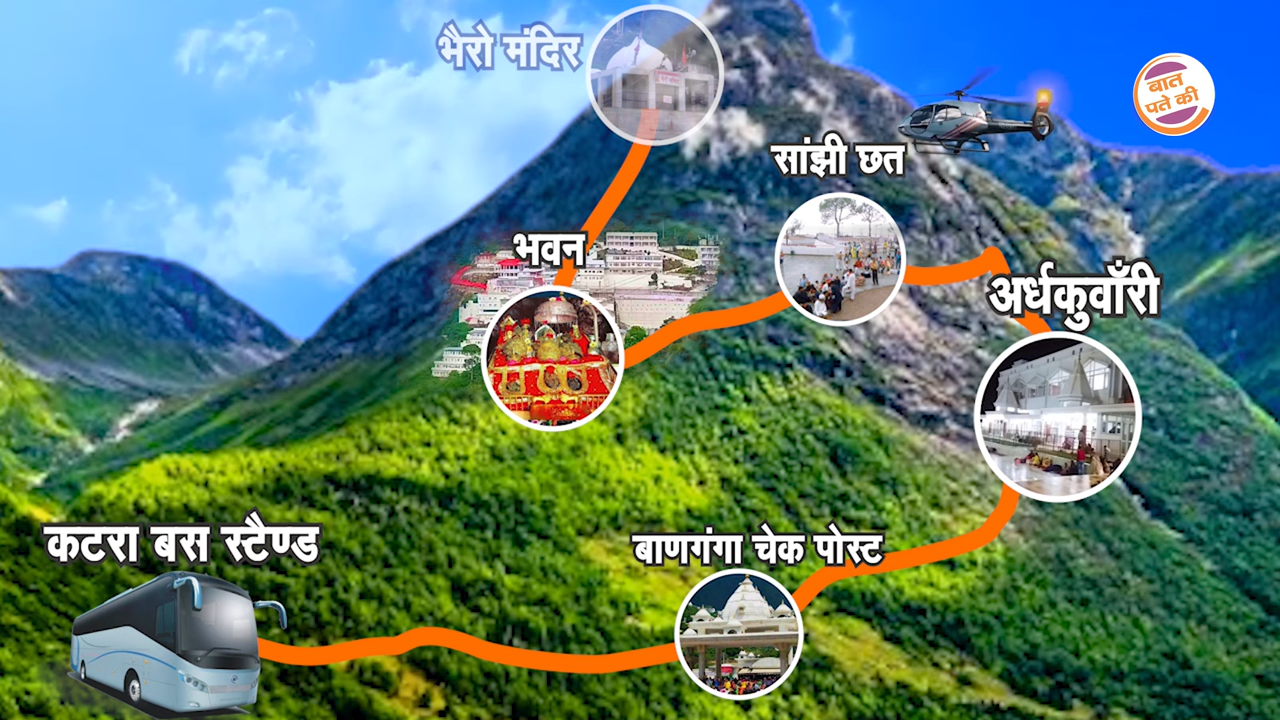 भैरो मंदिर
बात
पते की
सांझी छत
भवन
अर्धकुवाँरी
कटरा बस स्टैण्ड
बाणगंगा चेक पोस्ट